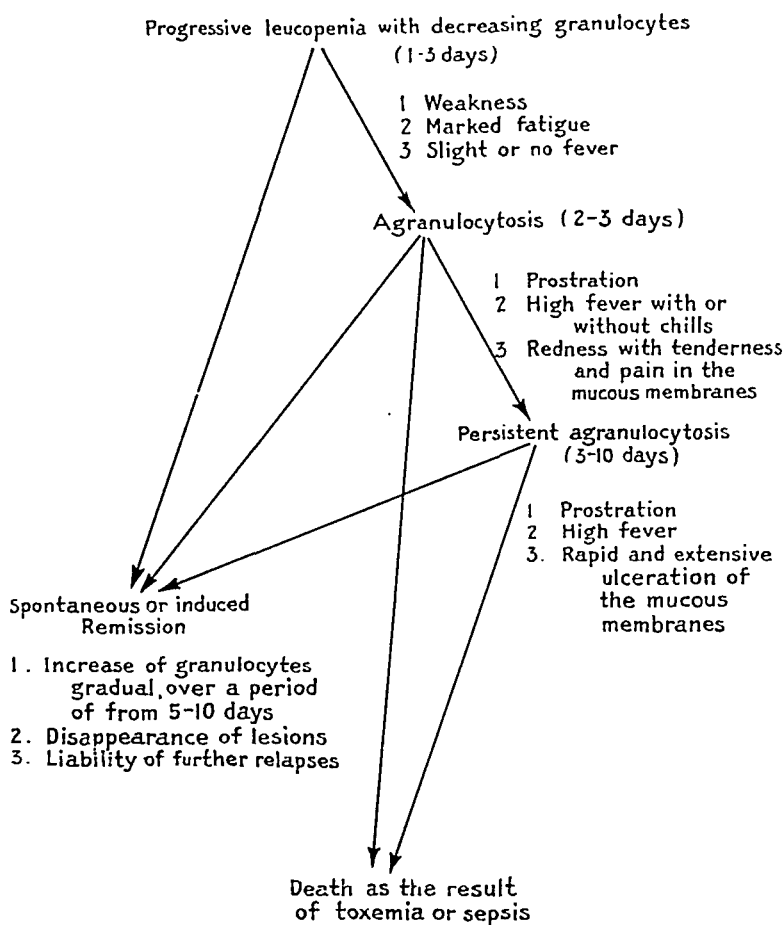 Progressive leucopenia with decreasing granulocytes
(1-3 days)
1 Weakness
2 Marked fatigue
3 Slight or no fever
Agranulocytosis (2-3 days)
1 Prostration
2 High fever with or
without chills
3 Redness with tenderness
and pain in the
mucous membranes
Persistent agranulocytosis
(3-10 days)
1 Prostration
2 High fever
3. Rapid and extensive
ulceration of
the mucous
membranes
Spontaneous or induced
Remission
1. Increase of granulocytes
gradual, over a period
of from 5-10 days
2. Disappearance of lesions
3. Liability of further relapses
Death as the result
of toxemia or sepsis